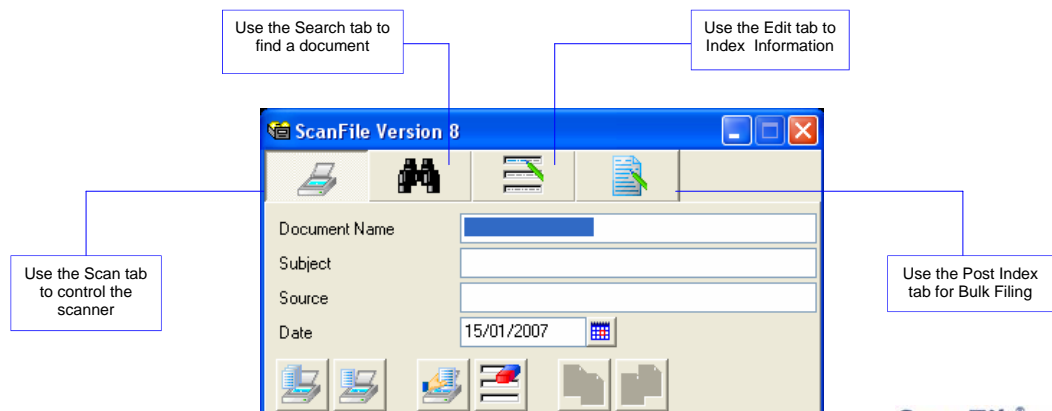 Use the Search tab to
find a document
Use the Edit tab to
Index Information
ScanFile Version 8
Document Name
Subject
Source
Date
15/01/2007
Use the Scan tab
to control the
scanner
Use the Post Index
tab for Bulk Filing